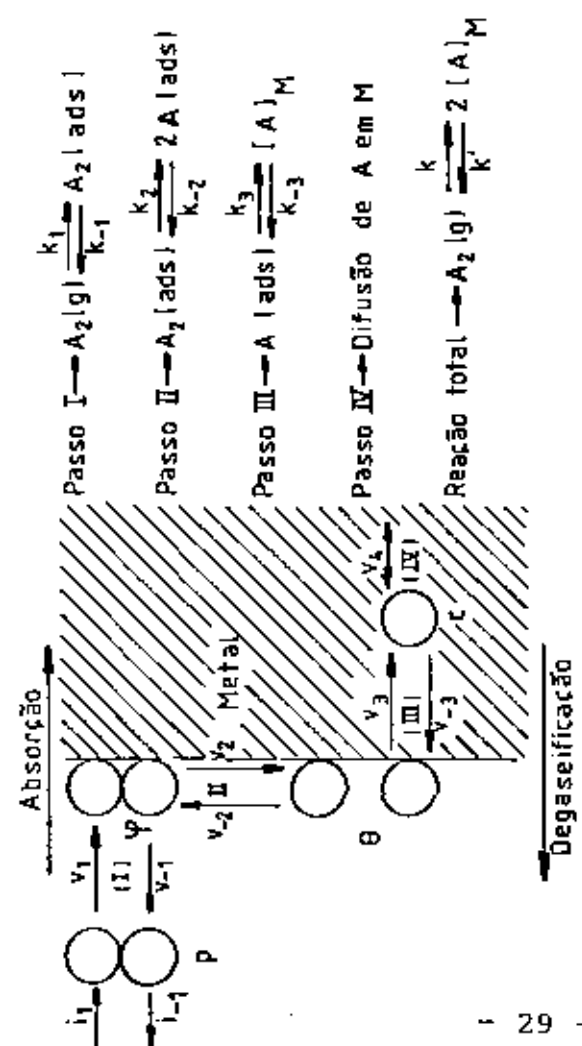 Absorção
j₁
j₋₁
P
v₁
(I)
v₋₁
φ
v₋₂
II
v₂
θ
Metal
v₃
(III)
v₋₃
v₄
(IV)
c
Degaseificação
Passo I → A₂(g) ⇌ A₂(ads) k₁ k₋₁
Passo II → A₂(ads) ⇌ 2A(ads) k₂ k₋₂
Passo III → A(ads) ⇌ [A]M k₃ k₋₃
Passo IV → Difusão de A em M
Reação total → A₂(g) ⇌ 2[A]M k k'
- 29 -